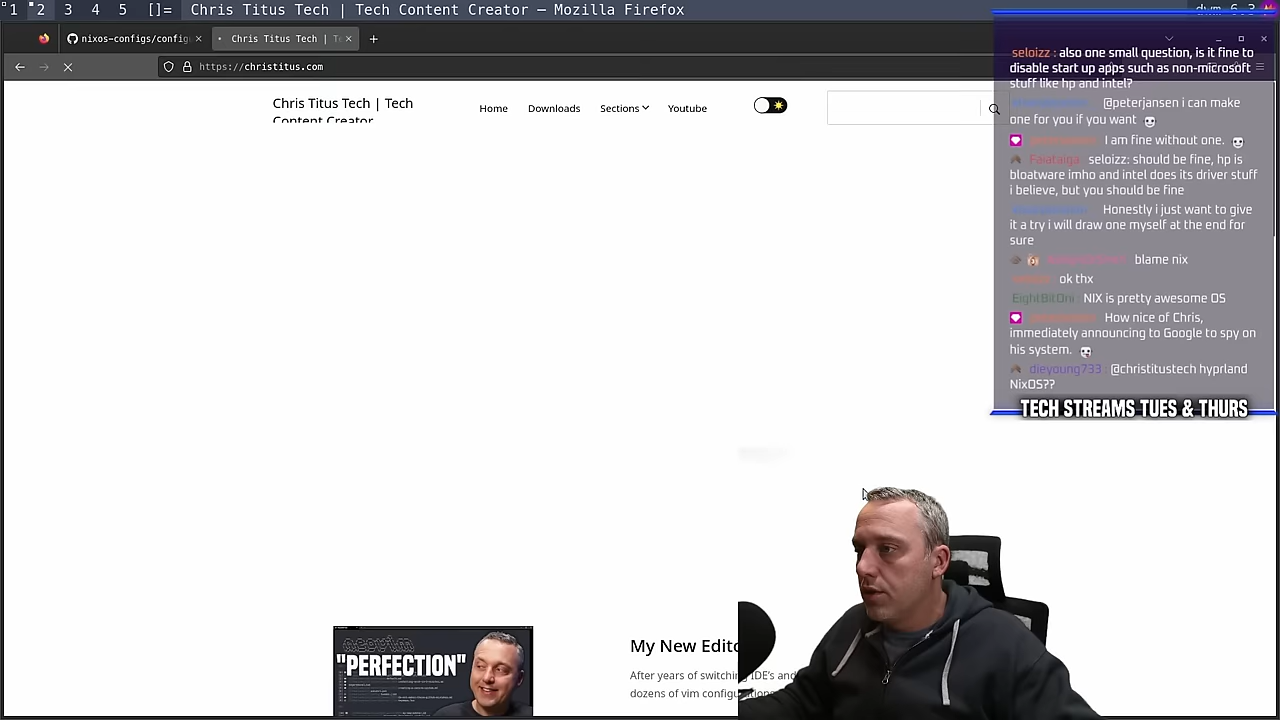 1 2 3 4 5 []= Chris Titus Tech | Tech Content Creator — Mozilla Firefox
nixos-configs/config
Chris Titus Tech | Te
https://christitus.com
Chris Titus Tech | Tech
Content Creator
Home
Downloads
Sections
Youtube
seloizz : also one small question, is it fine to
disable start up apps such as non-microsoft
stuff like hp and intel?
@peterjansen i can make
one for you if you want
I am fine without one.
Faiataiga: seloizz: should be fine, hp is
bloatware imho and intel does its driver stuff
i believe, but you should be fine
Honestly i just want to give
it a try i will draw one myself at the end for
sure
blame nix
ok thx
EightBitOni NIX is pretty awesome OS
How nice of Chris,
immediately announcing to Google to spy on
his system.
dieyoung733 @christitustech hyprland
NixOS??
TECH STREAMS TUES & THURS
neovim
"PERFECTION"
My New Edito
After years of switching IDE's and
dozens of vim configurations